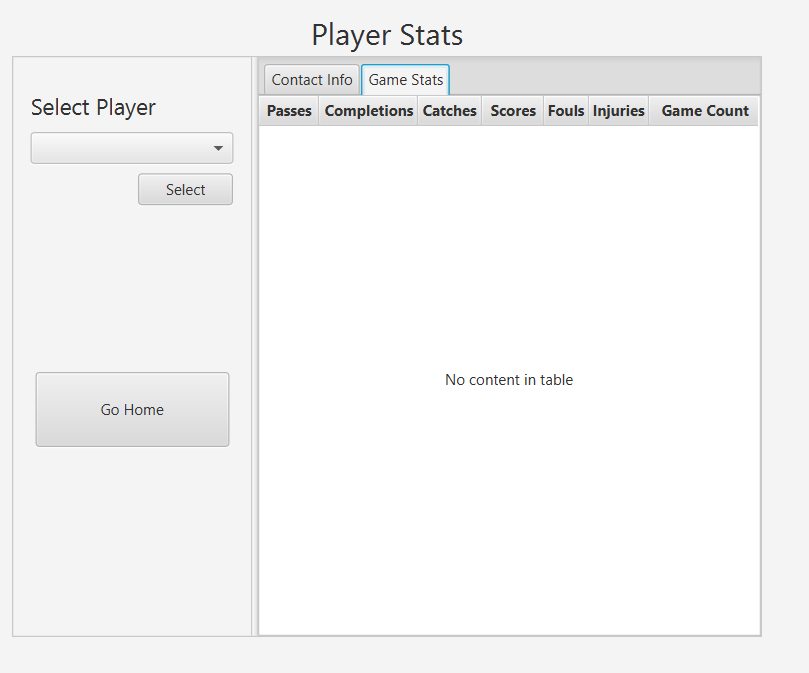 Player Stats
Select Player
Select
Go Home
Contact Info Game Stats
Passes Completions Catches Scores Fouls Injuries Game Count
No content in table